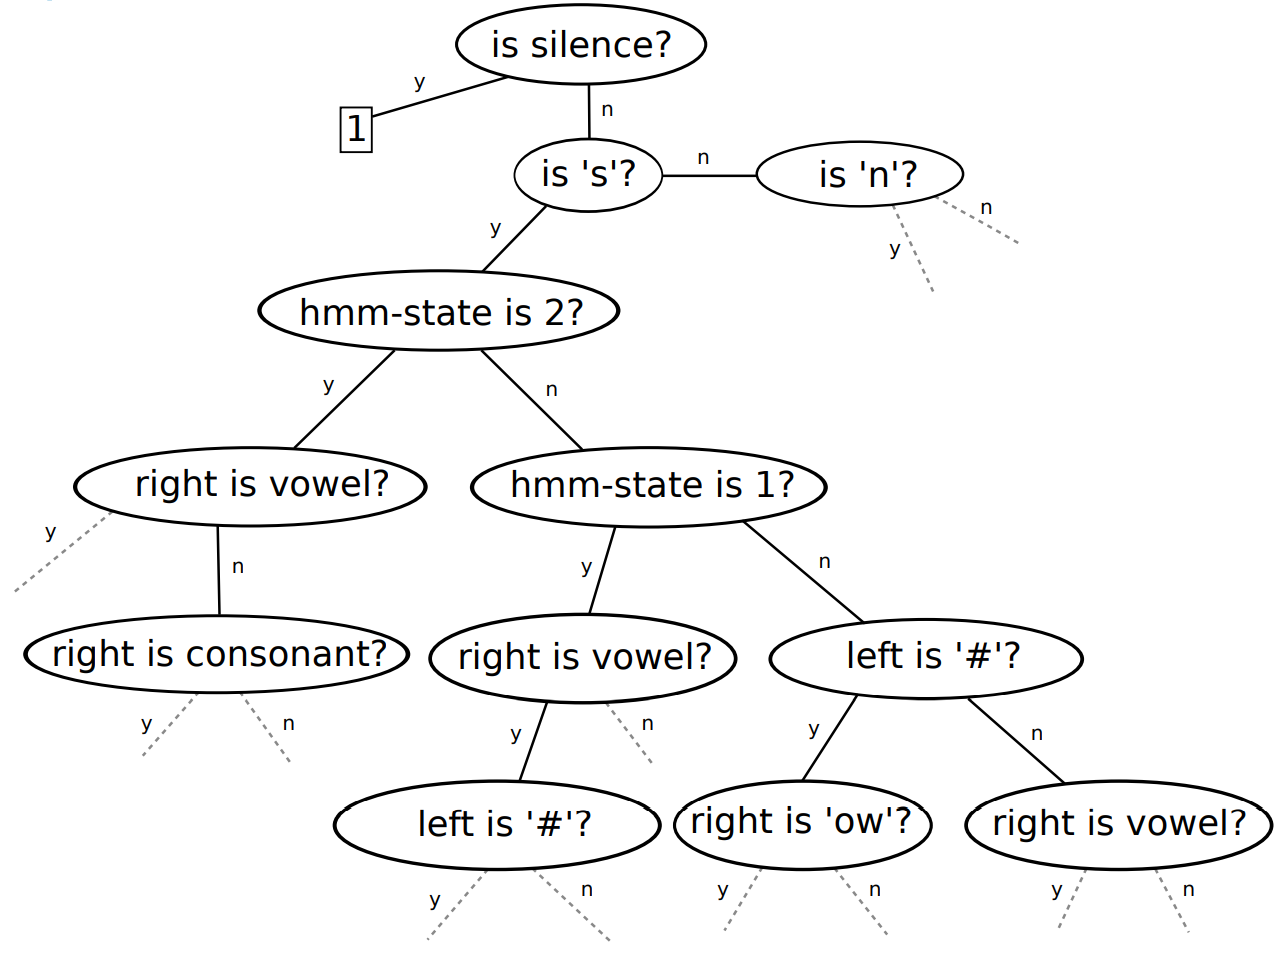 is silence?
y
n
1
is 's'?
n
is 'n'?
y
y
n
hmm-state is 2?
y
n
right is vowel?
hmm-state is 1?
y
n
y
n
right is consonant?
right is vowel?
left is '#'?
y
n
y
n
y
n
left is '#'?
right is 'ow'?
right is vowel?
y
n
y
n
y
n